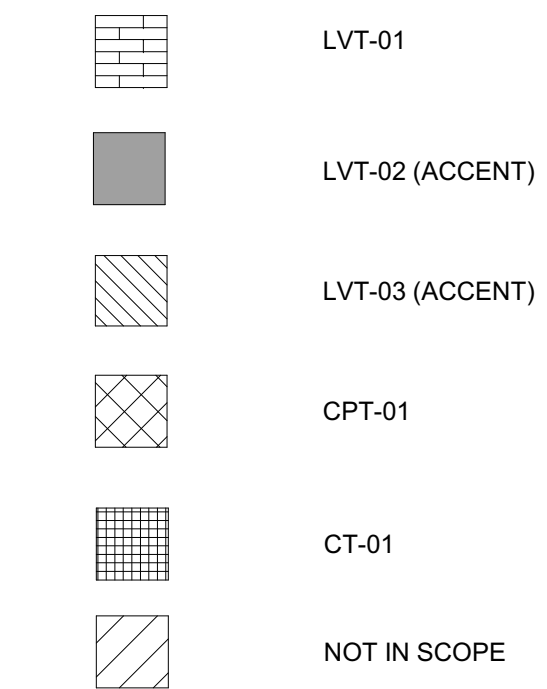 LVT-01
LVT-02 (ACCENT)
LVT-03 (ACCENT)
CPT-01
CT-01
NOT IN SCOPE